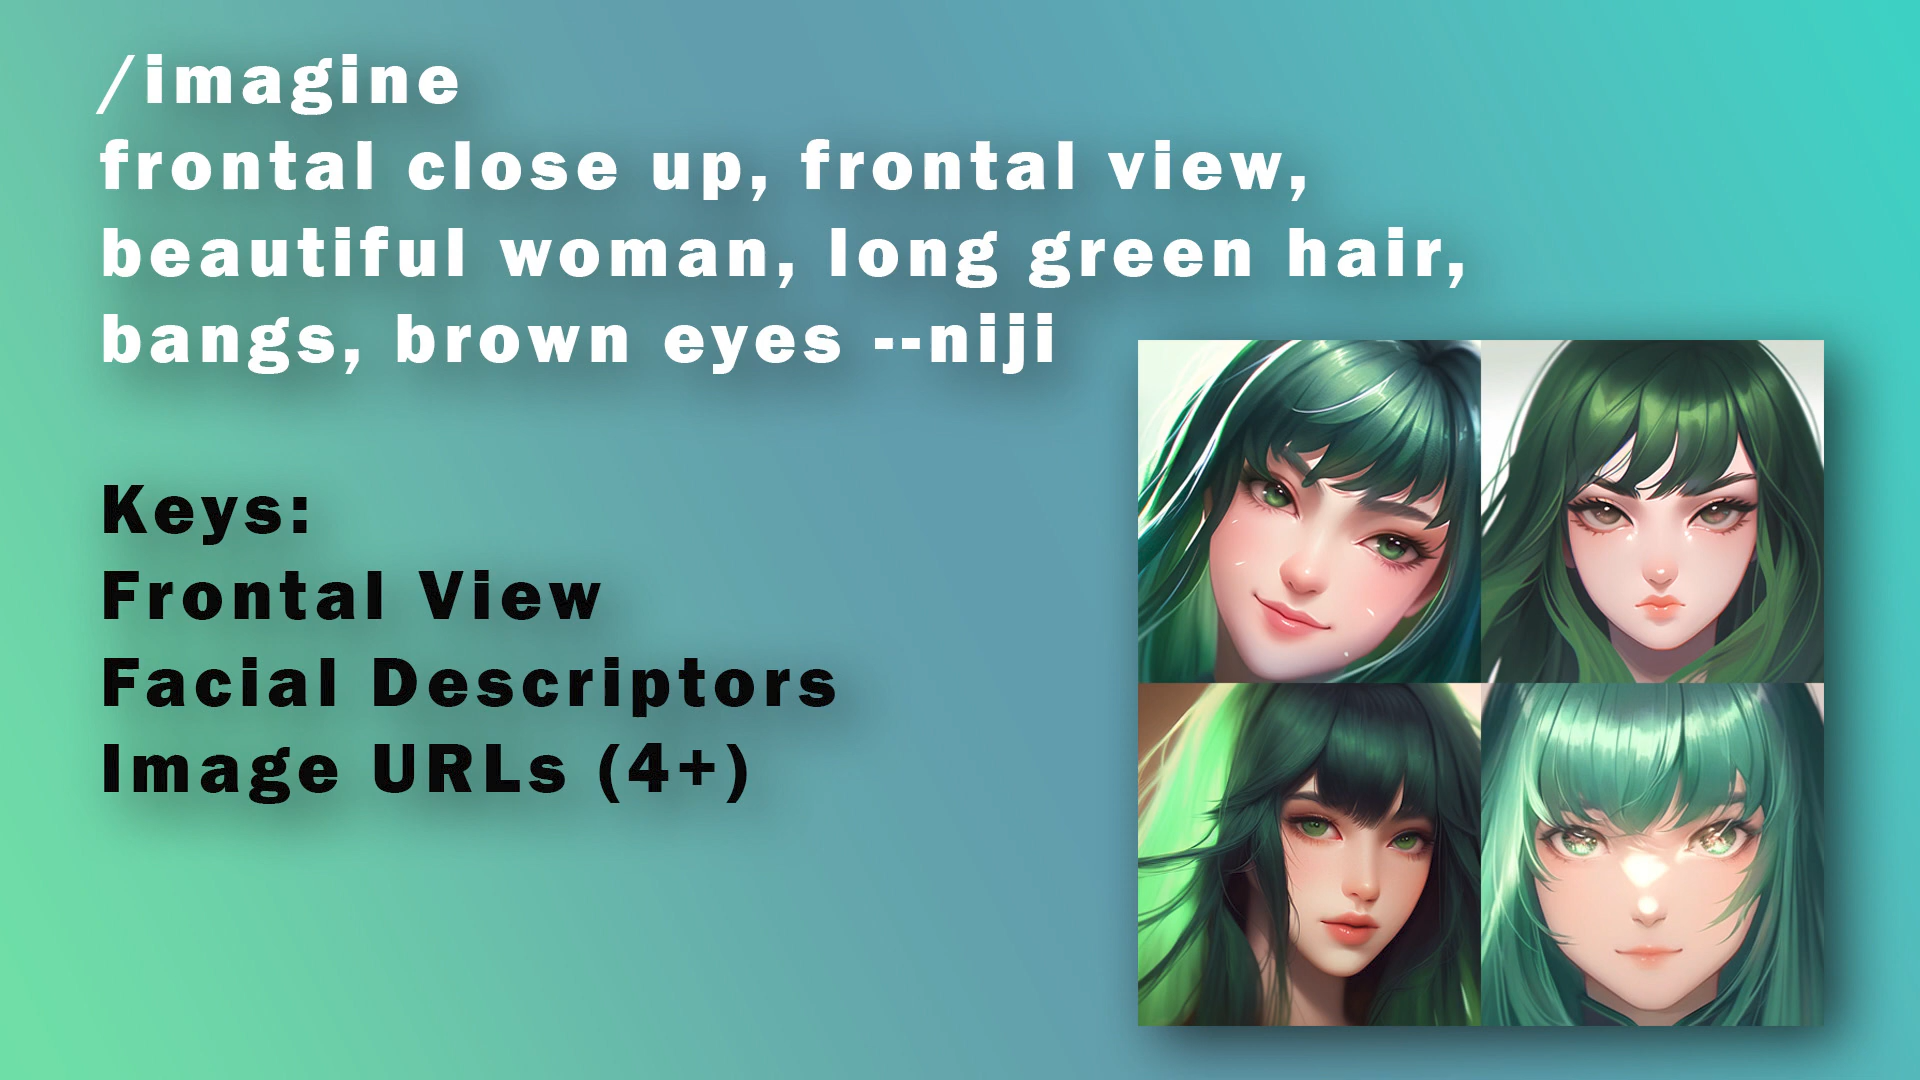 /imagine
frontal close up, frontal view,
beautiful woman, long green hair,
bangs, brown eyes --niji
Keys:
Frontal View
Facial Descriptors
Image URLs (4+)